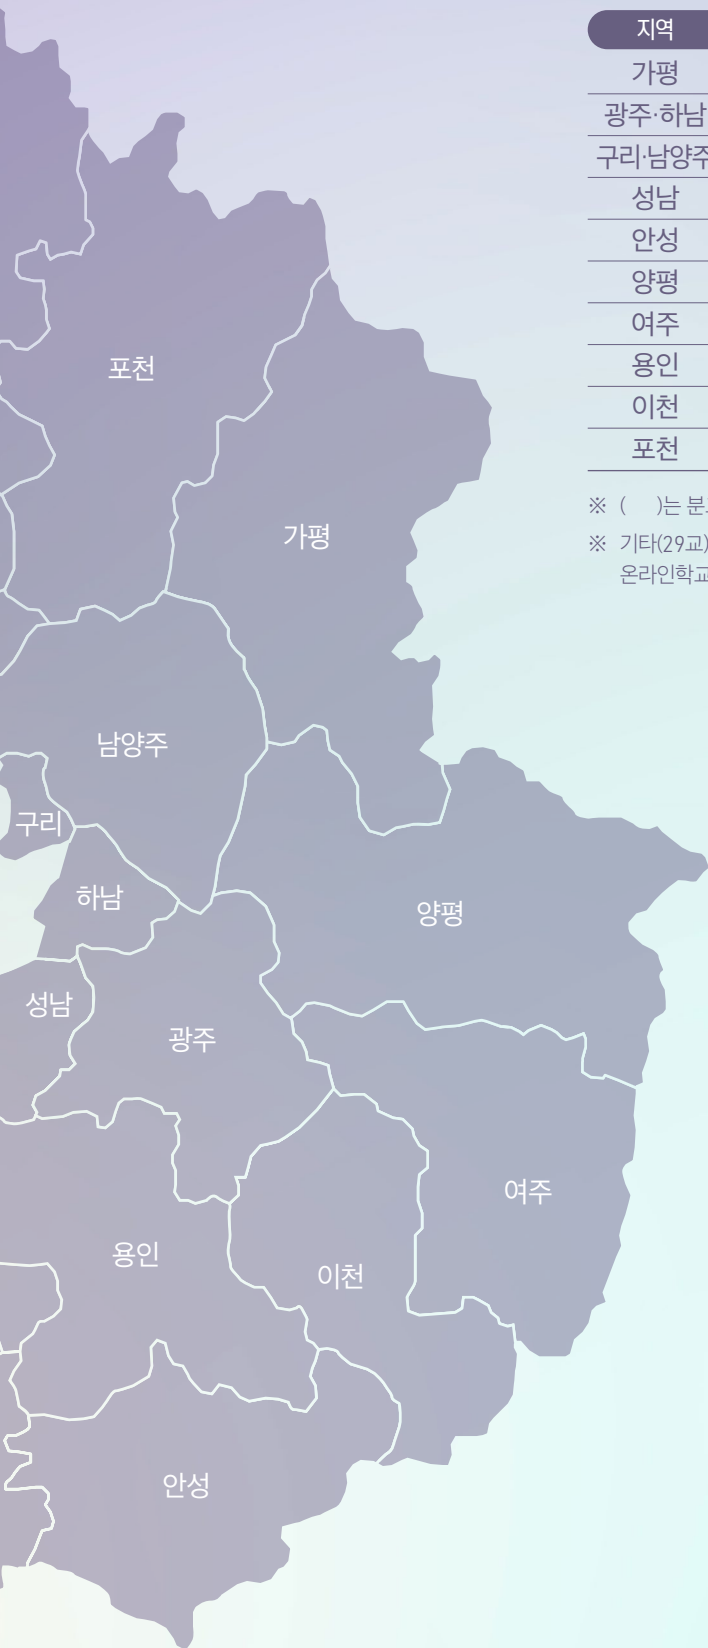 지역
가평
광주·하남
구리·남양주
성남
안성
양평
여주
용인
이천
포천
※ (    )는 분
※ 기타(29교)
온라인학교
포천
가평
남양주
구리
하남
양평
성남
광주
여주
용인
이천
안성